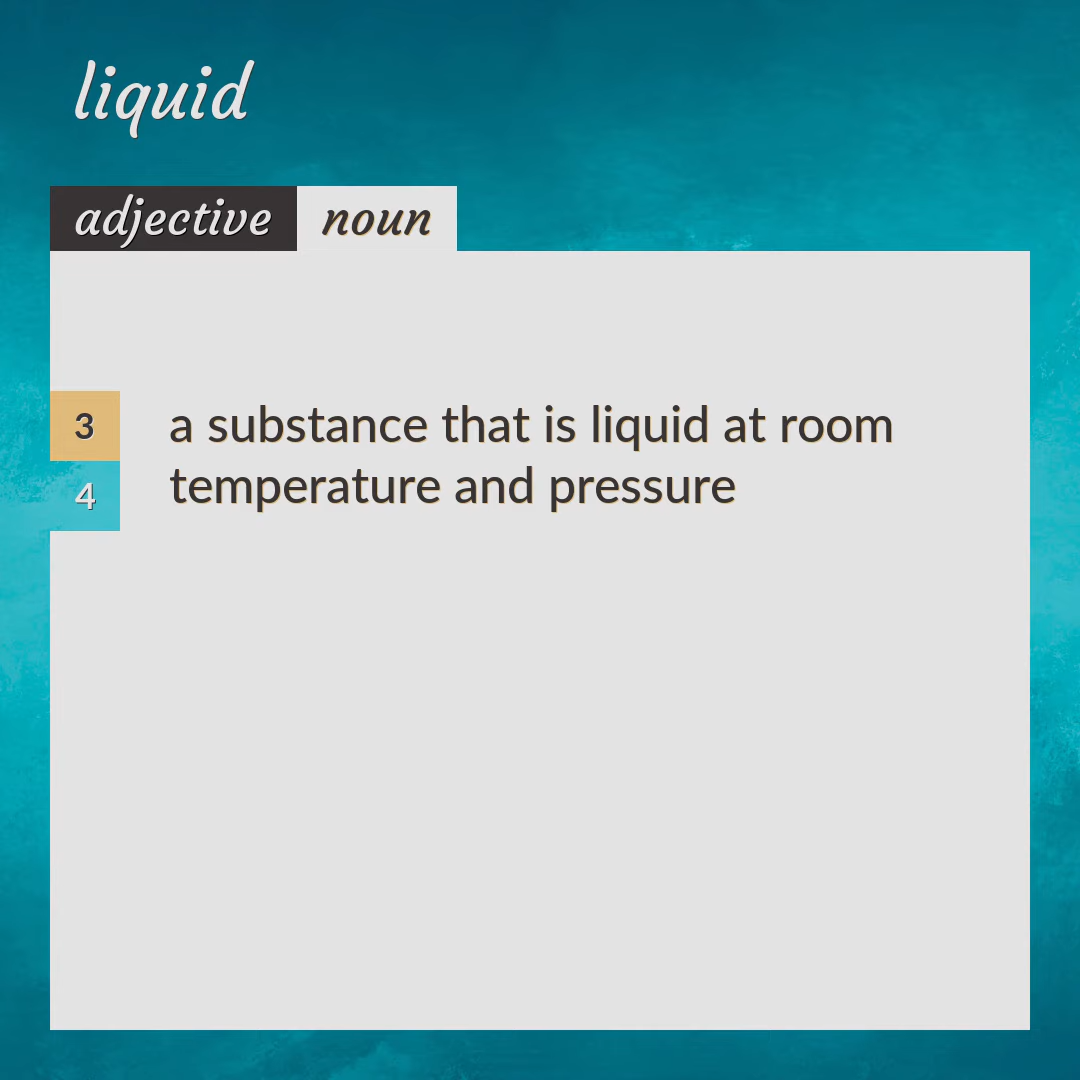 liquid
adjective noun
3 a substance that is liquid at room
4 temperature and pressure